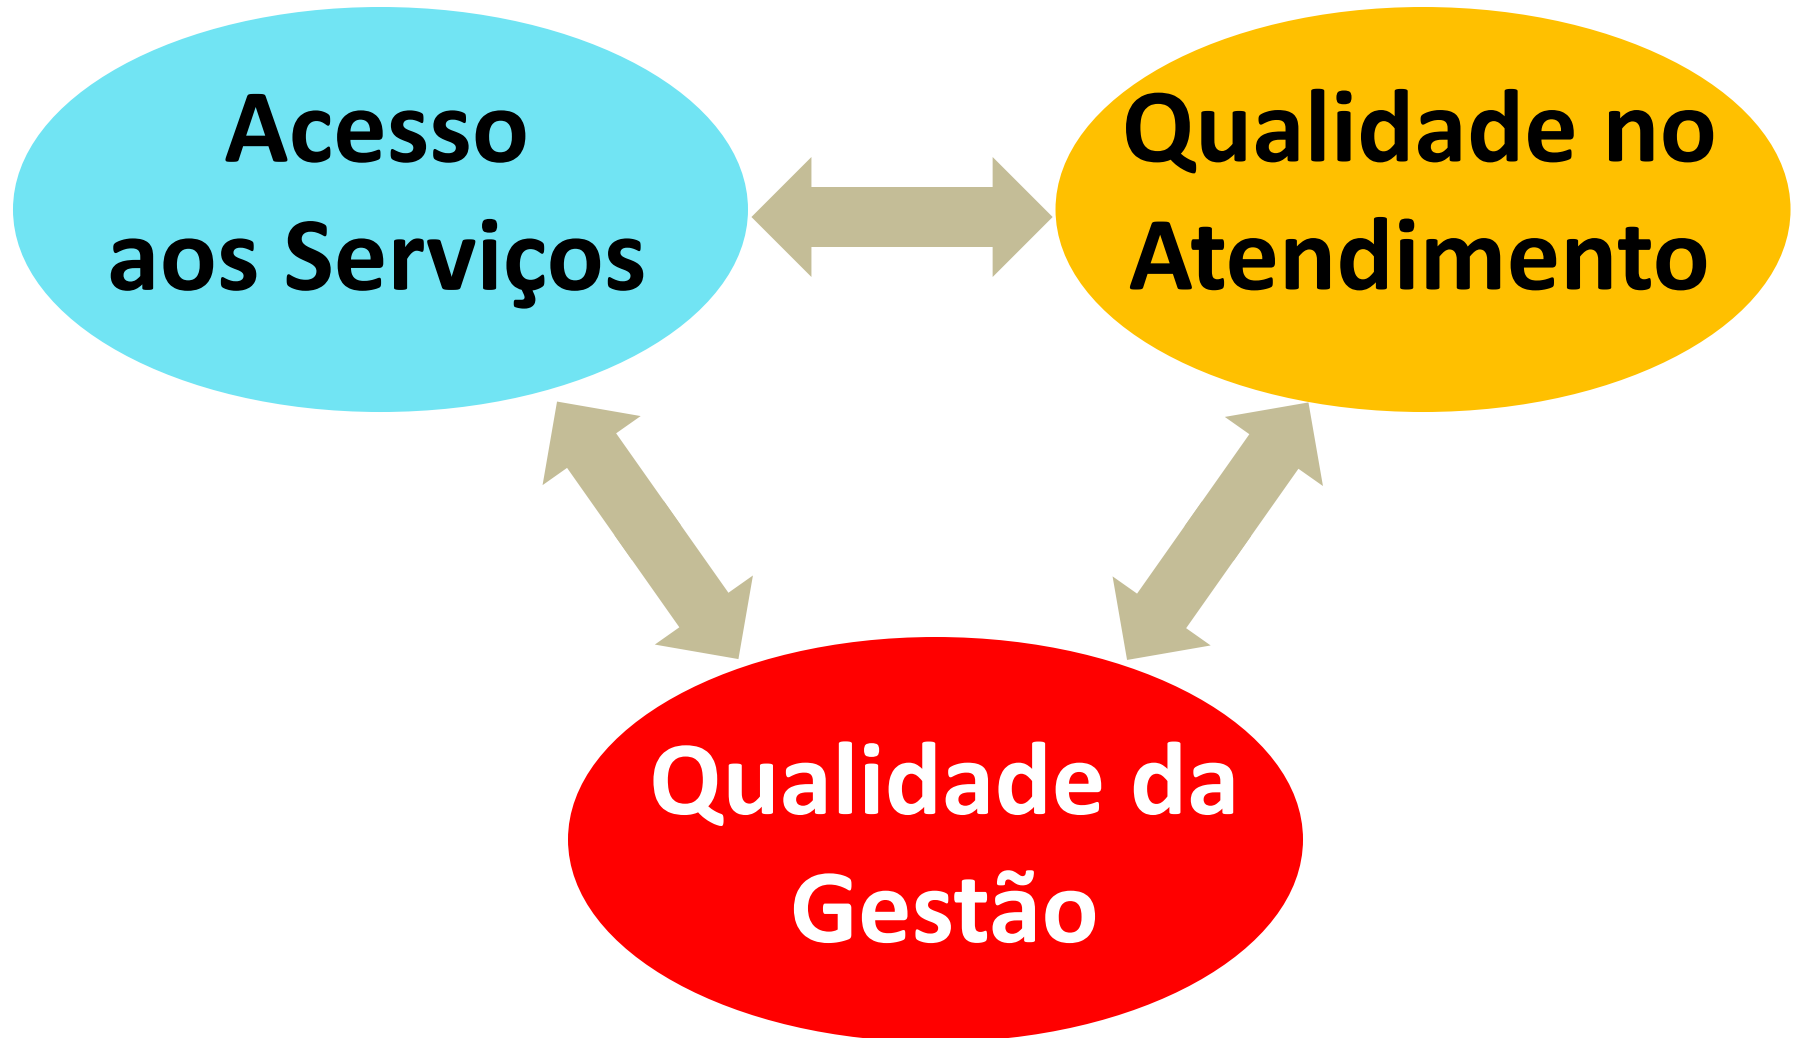 Acesso
aos Serviços
Qualidade no
Atendimento
Qualidade da
Gestão